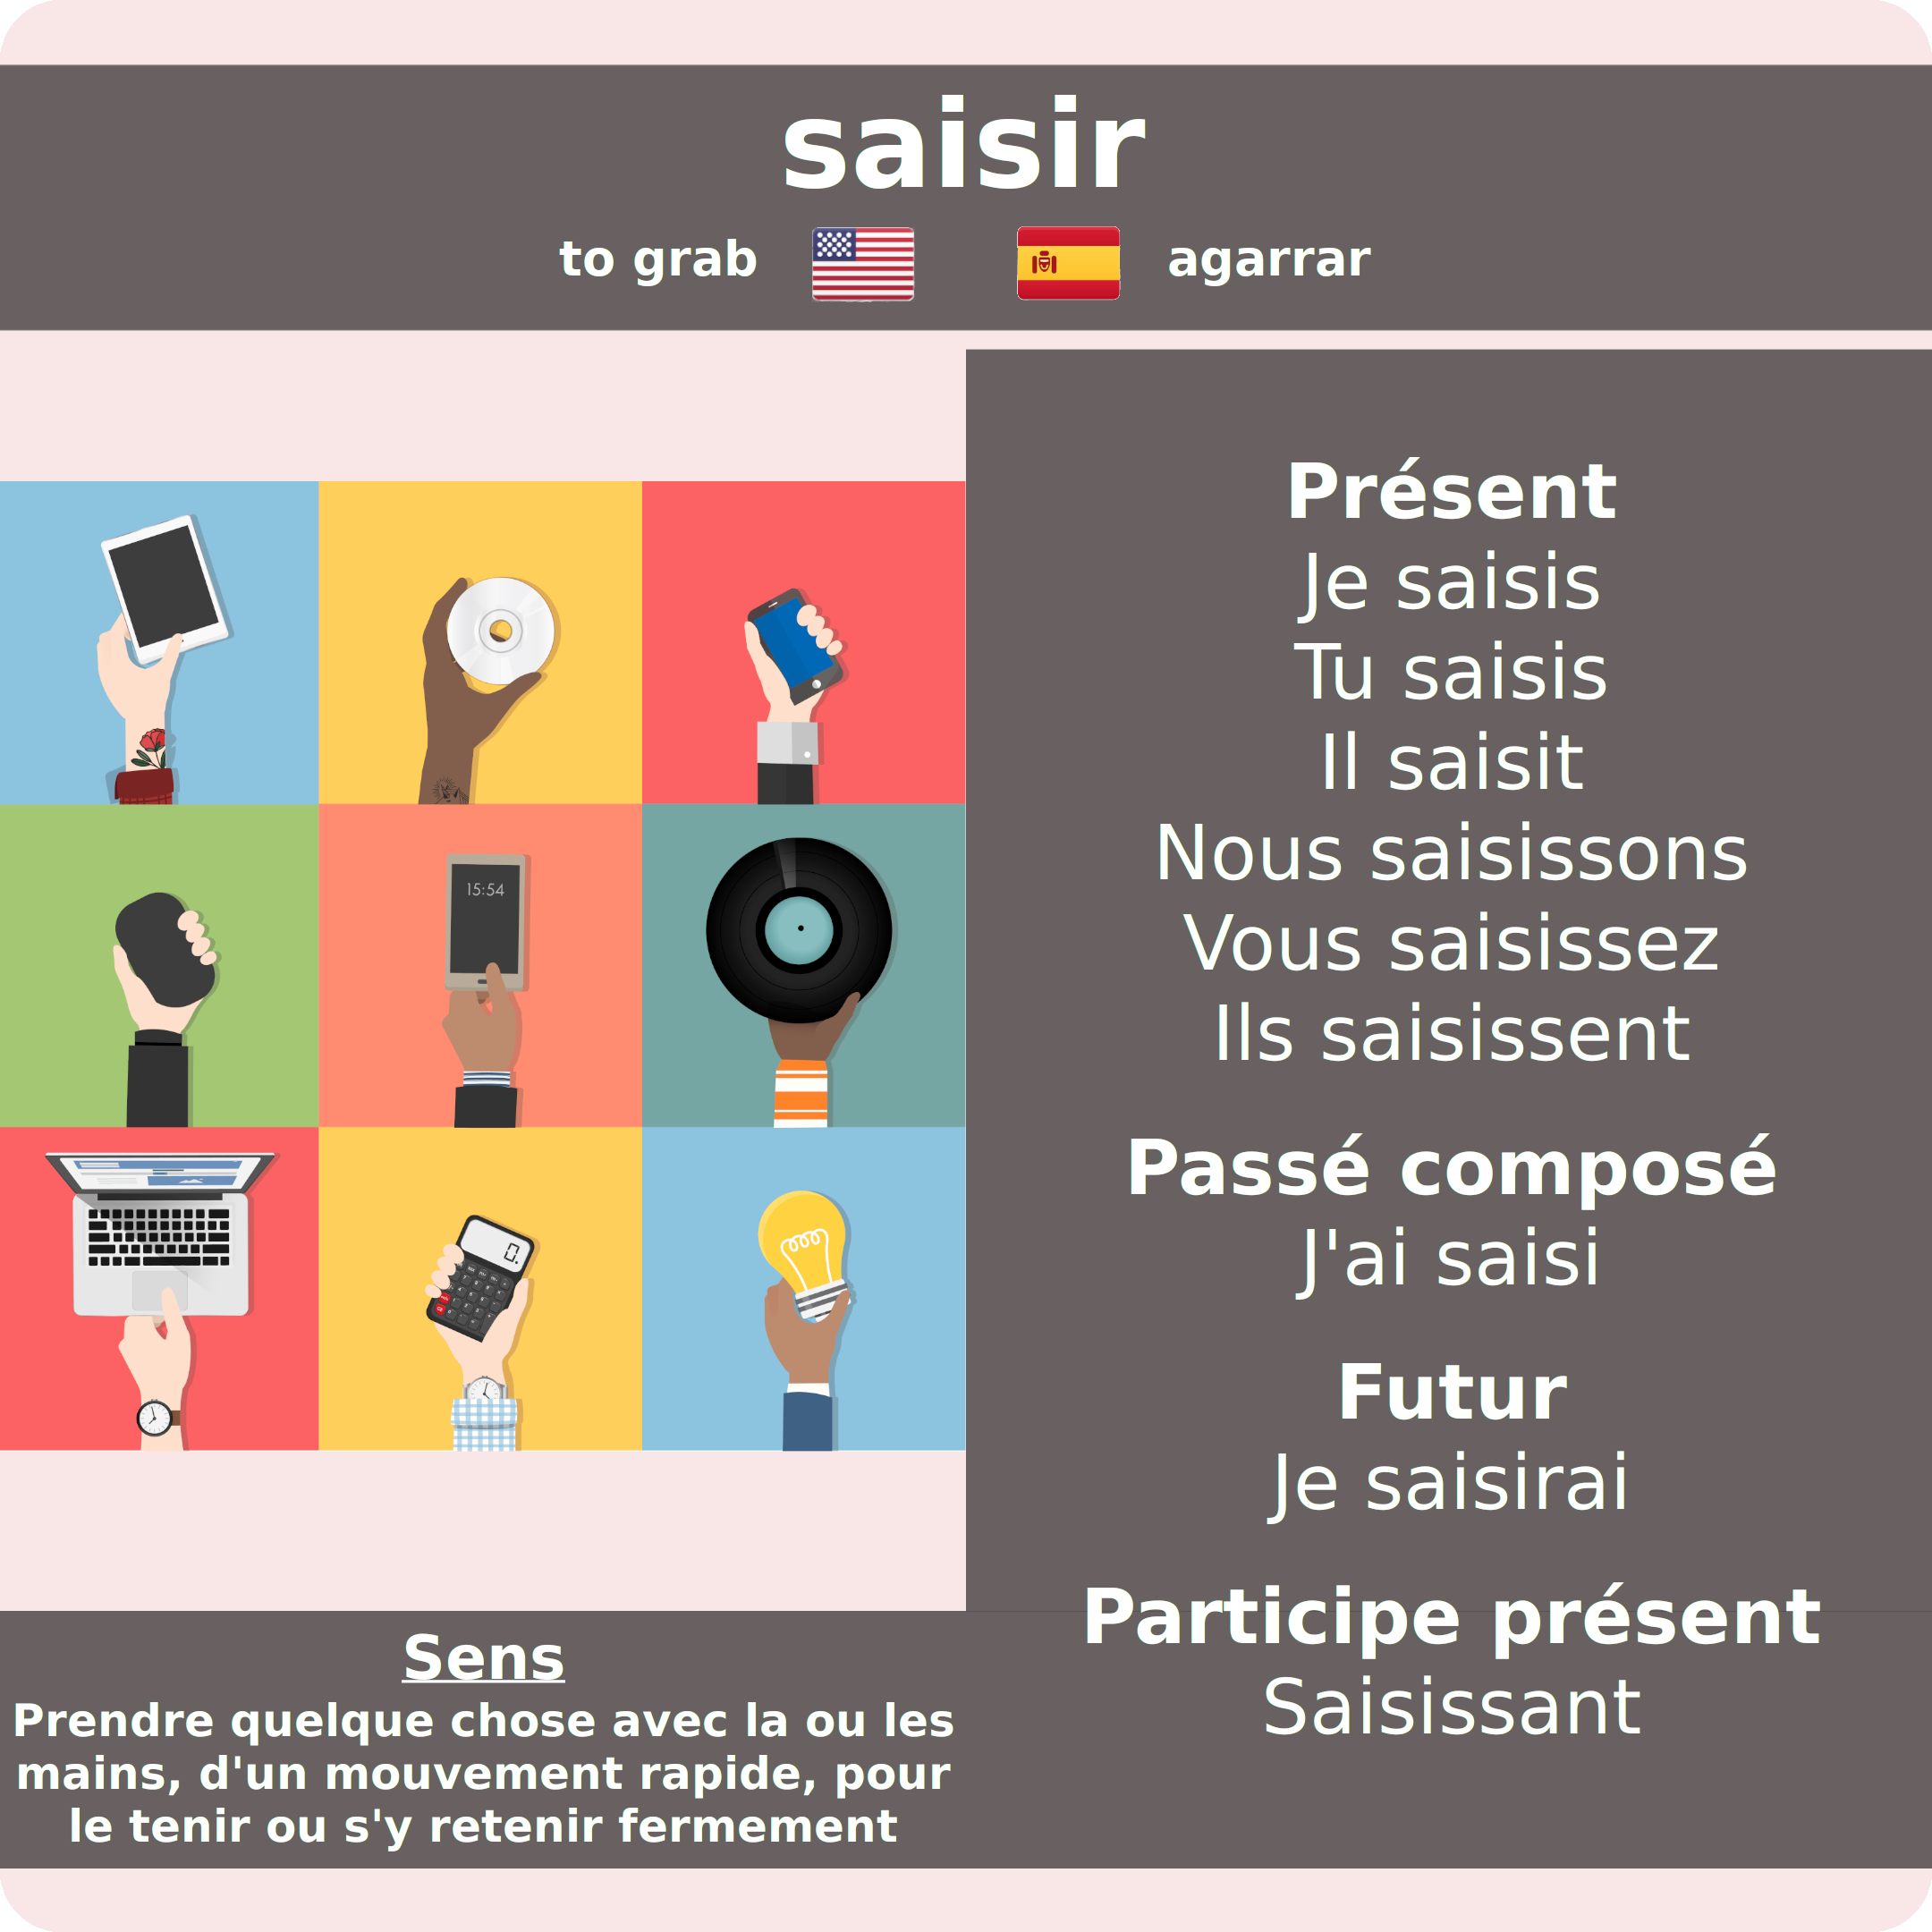 saisir
to grab
agarrar
Présent
Je saisis
Tu saisis
Il saisit
Nous saisissons
Vous saisissez
Ils saisissent
Passé composé
J'ai saisi
Futur
Je saisirai
Participe présent
Saisissant
15:54
0.
Sens
Prendre quelque chose avec la ou les
mains, d'un mouvement rapide, pour
le tenir ou s'y retenir fermement